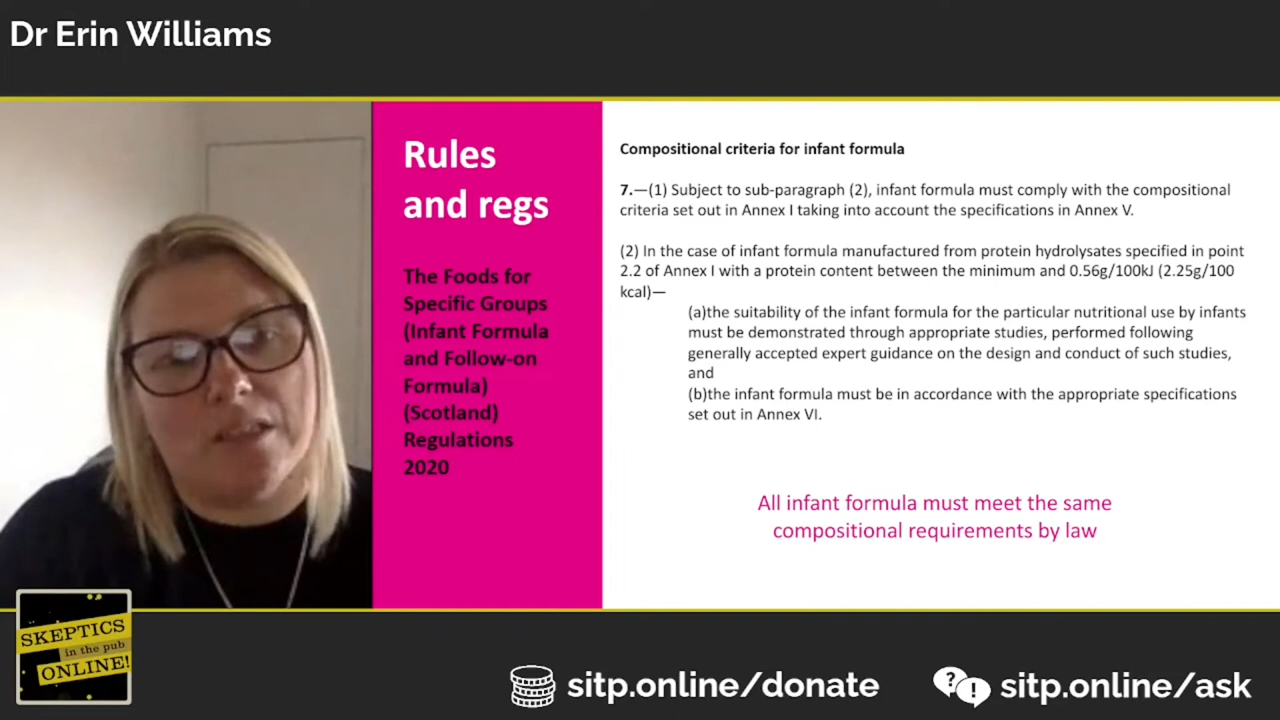 Dr Erin Williams
Rules
and regs
The Foods for
Specific Groups
(Infant Formula
and Follow-on
Formula)
(Scotland)
Regulations
2020
Compositional criteria for infant formula
7.—(1) Subject to sub-paragraph (2), infant formula must comply with the compositional
criteria set out in Annex I taking into account the specifications in Annex V.
(2) In the case of infant formula manufactured from protein hydrolysates specified in point
2.2 of Annex I with a protein content between the minimum and 0.56g/100kJ (2.25g/100
kcal)—
(a)the suitability of the infant formula for the particular nutritional use by infants
must be demonstrated through appropriate studies, performed following
generally accepted expert guidance on the design and conduct of such studies,
and
(b)the infant formula must be in accordance with the appropriate specifications
set out in Annex VI.
All infant formula must meet the same
compositional requirements by law
SKEPTICS
in the pub
ONLINE!
sitp.online/donate
sitp.online/ask